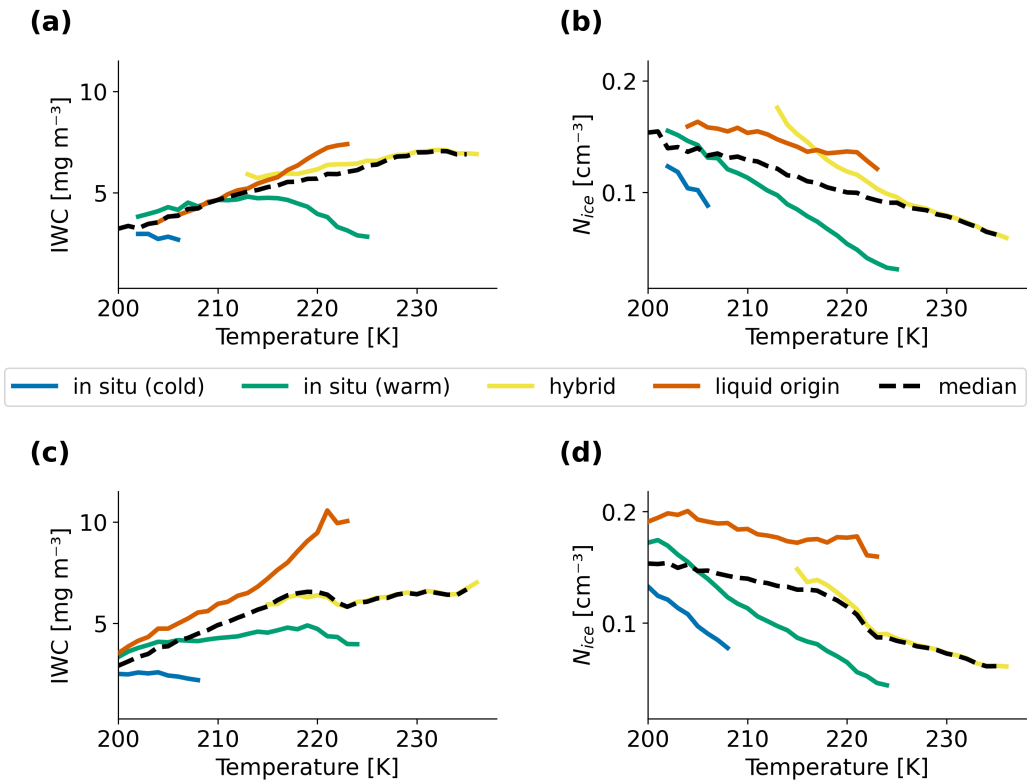 (a)
(b)
IWC [mg m⁻³]
10
5
200
210
220
230
Temperature [K]
N_ice [cm⁻³]
0.2
0.1
200
210
220
230
Temperature [K]
in situ (cold)
in situ (warm)
hybrid
liquid origin
median
(c)
(d)
IWC [mg m⁻³]
10
5
200
210
220
230
Temperature [K]
N_ice [cm⁻³]
0.2
0.1
200
210
220
230
Temperature [K]